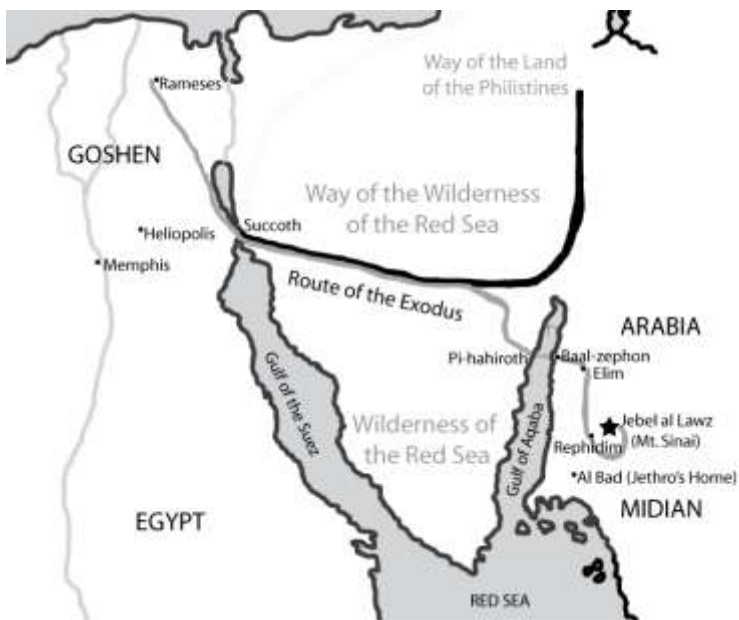 Way of the Land
of the Philistines
Rameses
GOSHEN
Way of the Wilderness
of the Red Sea
Succoth
Heliopolis
Memphis
Route of the Exodus
ARABIA
Pi-hahiroth
Baal-zephon
Elim
Gulf of the Suez
Gulf of Aqaba
Wilderness of
the Red Sea
Jebel al Lawz
(Mt. Sinai)
Rephidim
Al Bad (Jethro's Home)
MIDIAN
EGYPT
RED SEA